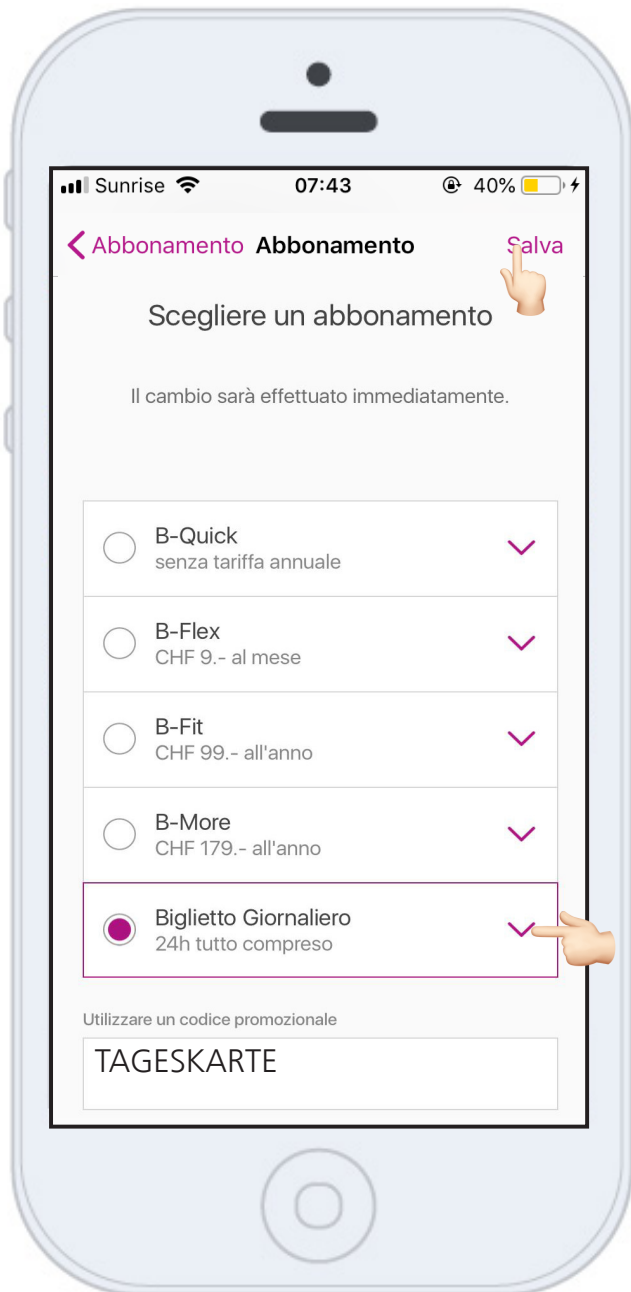 Sunrise 07:43 40%
Abbonamento Abbonamento Salva
Scegliere un abbonamento
Il cambio sarà effettuato immediatamente.
B-Quick
senza tariffa annuale
B-Flex
CHF 9.- al mese
B-Fit
CHF 99.- all'anno
B-More
CHF 179.- all'anno
Biglietto Giornaliero
24h tutto compreso
Utilizzare un codice promozionale
TAGESKARTE